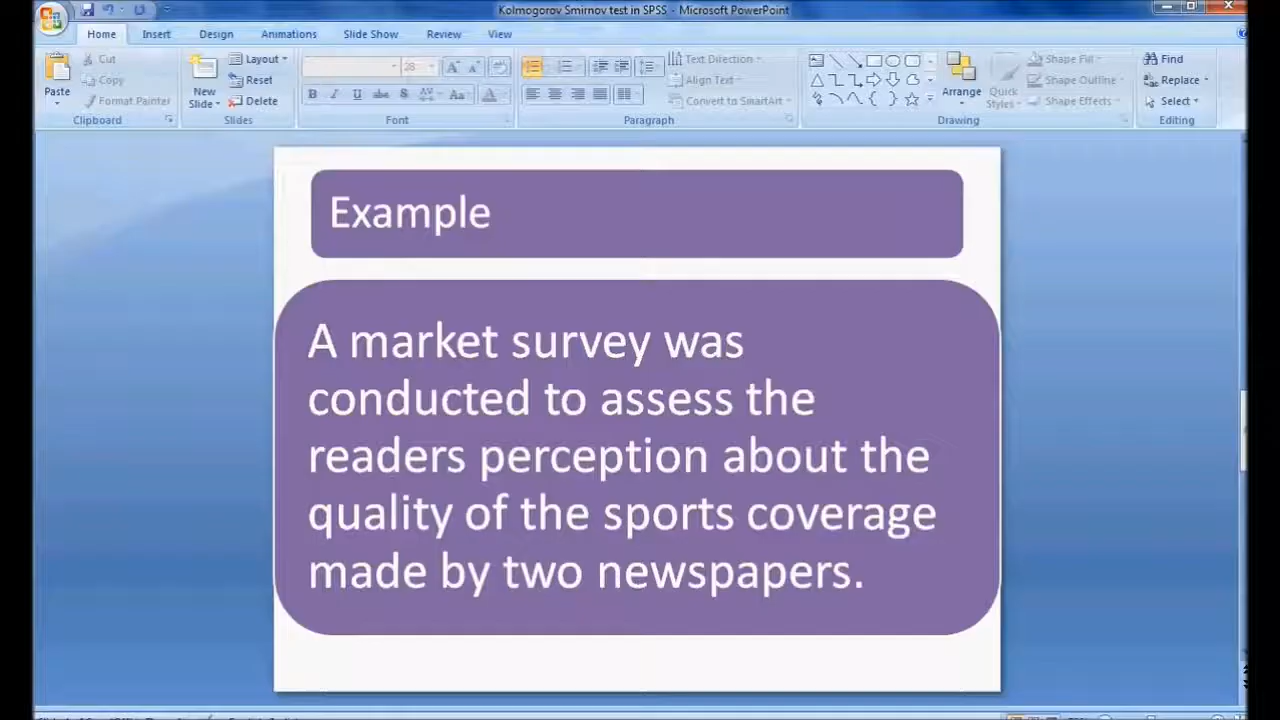 Kolmogorov Smirnov test in SPSS - Microsoft PowerPoint
Home Insert Design Animations Slide Show Review View
Cut Layout Text Direction Shape Fill Find
Copy Reset 28 Align Text Shape Outline Replace
Paste Format Painter New Slide Delete Convert to SmartArt Arrange Quick Styles Shape Effects Select
Clipboard Slides Font Paragraph Drawing Editing
Example
A market survey was
conducted to assess the
readers perception about the
quality of the sports coverage
made by two newspapers.